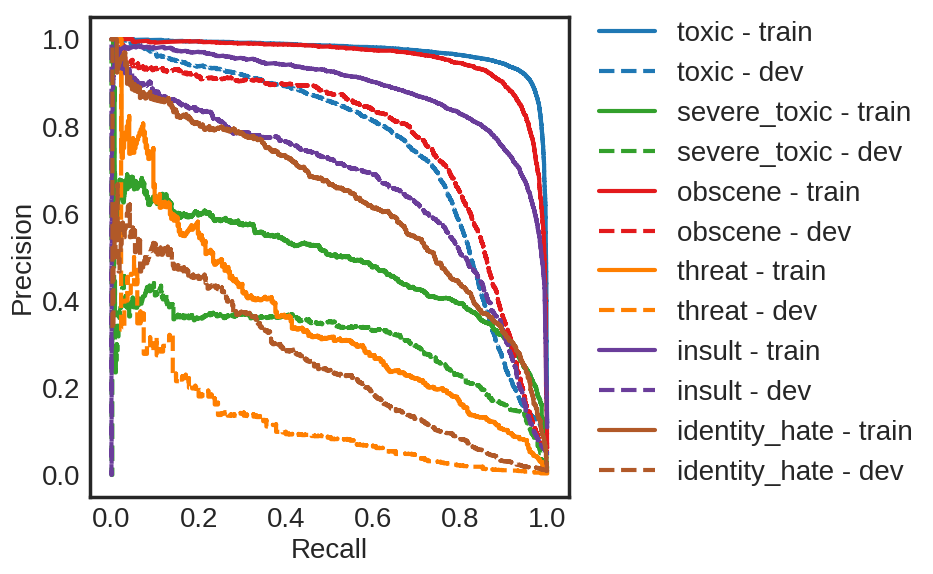 Precision
1.0
0.8
0.6
0.4
0.2
0.0
0.0 0.2 0.4 0.6 0.8 1.0
Recall
toxic - train
toxic - dev
severe_toxic - train
severe_toxic - dev
obscene - train
obscene - dev
threat - train
threat - dev
insult - train
insult - dev
identity_hate - train
identity_hate - dev